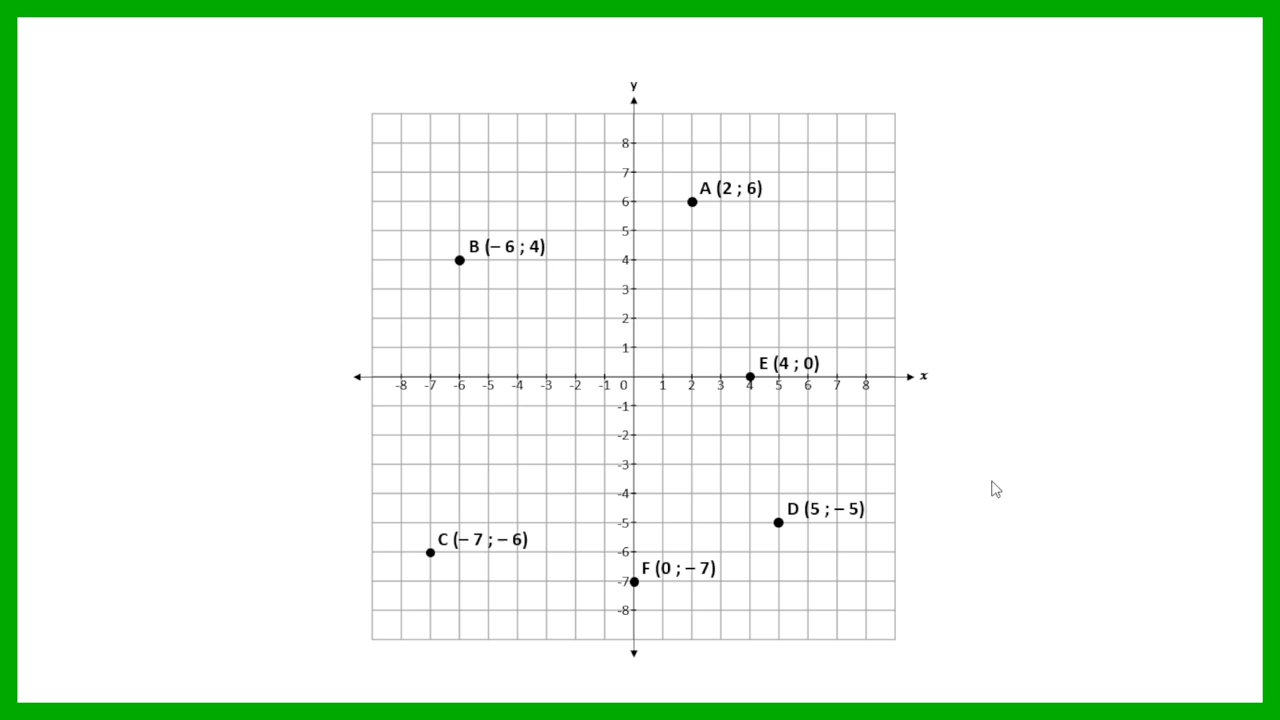 y
8
7
A (2 ; 6)
6
5
B (– 6 ; 4)
4
3
2
1
E (4 ; 0)
x
-8 -7 -6 -5 -4 -3 -2 -1 0 1 2 3 4 5 6 7 8
-1
-2
-3
-4
D (5 ; – 5)
-5
C (– 7 ; – 6)
-6
F (0 ; – 7)
-7
-8